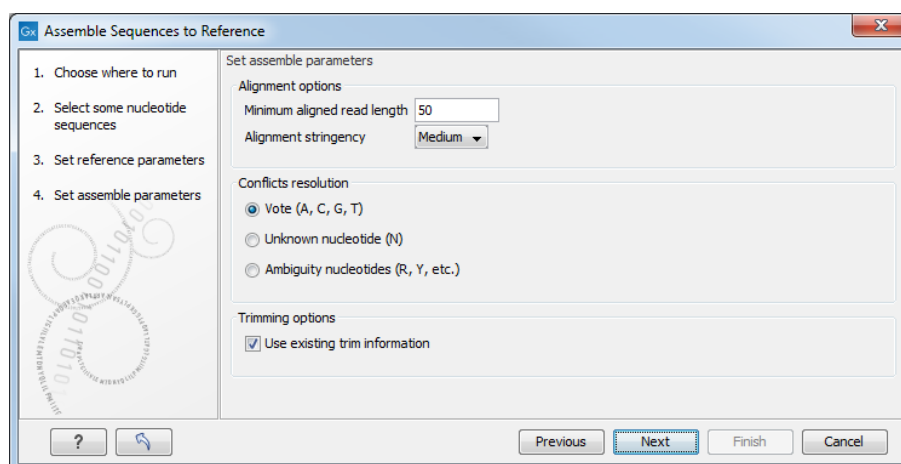 Gx Assemble Sequences to Reference
1. Choose where to run
2. Select some nucleotide
sequences
3. Set reference parameters
4. Set assemble parameters
Set assemble parameters
Alignment options
Minimum aligned read length 50
Alignment stringency Medium
Conflicts resolution
Vote (A, C, G, T)
Unknown nucleotide (N)
Ambiguity nucleotides (R, Y, etc.)
Trimming options
Use existing trim information
? Previous Next Finish Cancel